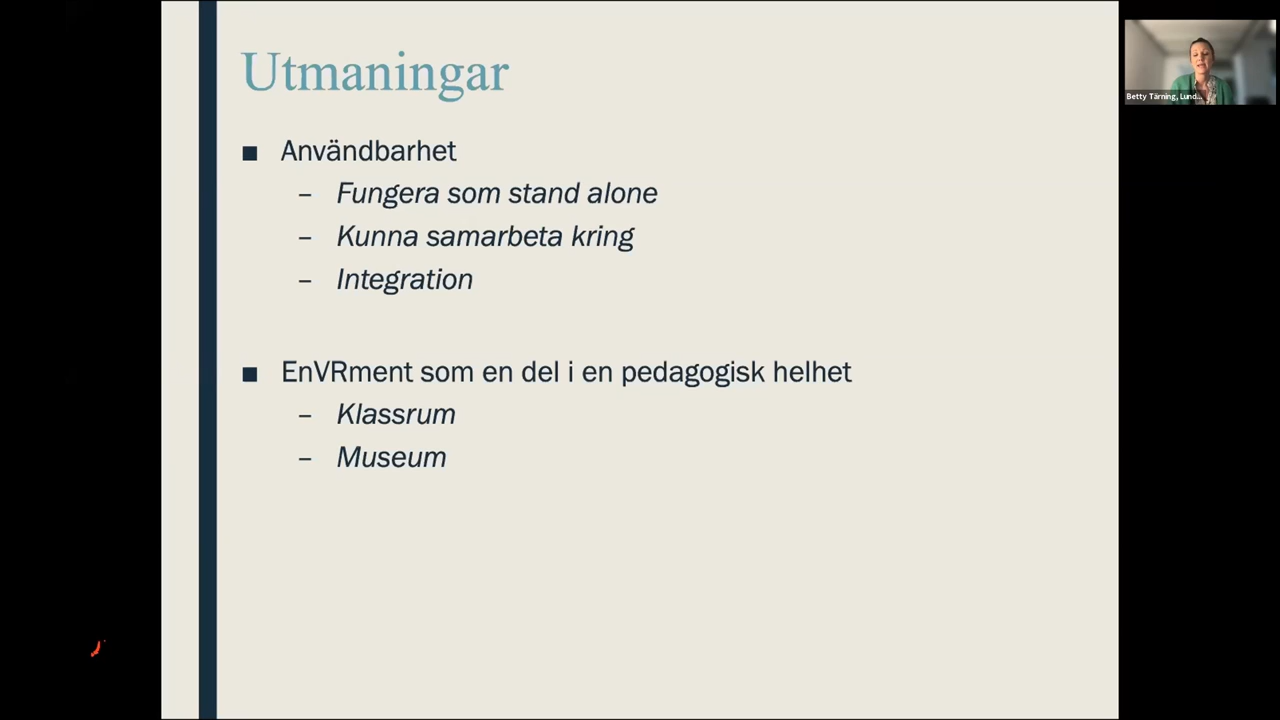 Utmaningar
■ Användbarhet
– Fungera som stand alone
– Kunna samarbeta kring
– Integration
■ EnVRment som en del i en pedagogisk helhet
– Klassrum
– Museum
Betty Tärning, Lund...